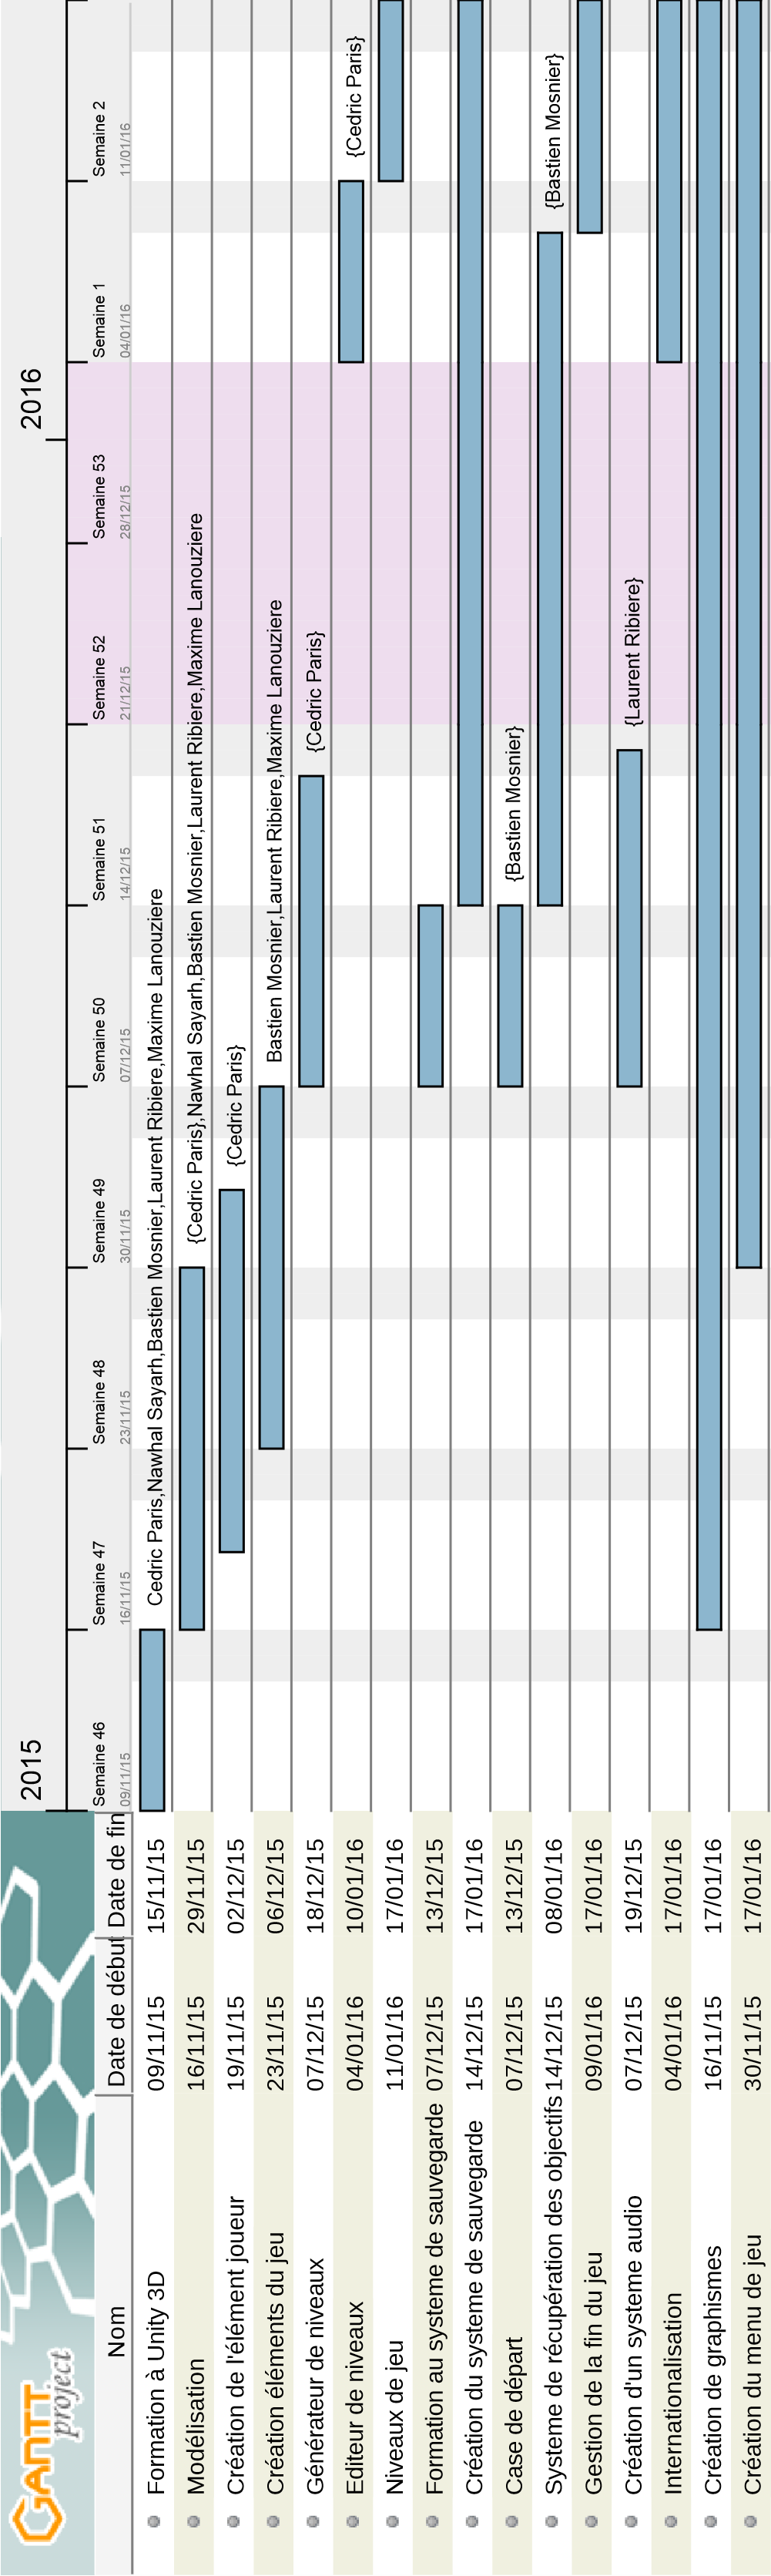 GANTT
project
2015
2016
Semaine 46
Semaine 47
Semaine 48
Semaine 49
Semaine 50
Semaine 51
Semaine 52
Semaine 53
Semaine 1
Semaine 2
Nom
Date de début
Date de fin
09/11/15
16/11/15
23/11/15
30/11/15
07/12/15
14/12/15
21/12/15
28/12/15
04/01/16
11/01/16
Formation à Unity 3D 09/11/15 15/11/15 Cedric Paris,Nawhal Sayarh,Bastien Mosnier,Laurent Ribiere,Maxime Lanouziere
Modélisation 16/11/15 29/11/15 {Cedric Paris},Nawhal Sayarh,Bastien Mosnier,Laurent Ribiere,Maxime Lanouziere
Création de l'élément joueur 19/11/15 02/12/15 {Cedric Paris}
Création éléments du jeu 23/11/15 06/12/15 Bastien Mosnier,Laurent Ribiere,Maxime Lanouziere
Générateur de niveaux 07/12/15 18/12/15 {Cedric Paris}
Editeur de niveaux 04/01/16 10/01/16 {Cedric Paris}
Niveaux de jeu 11/01/16 17/01/16
Formation au systeme de sauvegarde 07/12/15 13/12/15
Création du systeme de sauvegarde 14/12/15 17/01/16
Case de départ 07/12/15 13/12/15 {Bastien Mosnier}
Systeme de récupération des objectifs 14/12/15 08/01/16 {Bastien Mosnier}
Gestion de la fin du jeu 09/01/16 17/01/16
Création d'un systeme audio 07/12/15 19/12/15 {Laurent Ribiere}
Internationalisation 04/01/16 17/01/16
Création de graphismes 16/11/15 17/01/16
Création du menu de jeu 30/11/15 17/01/16